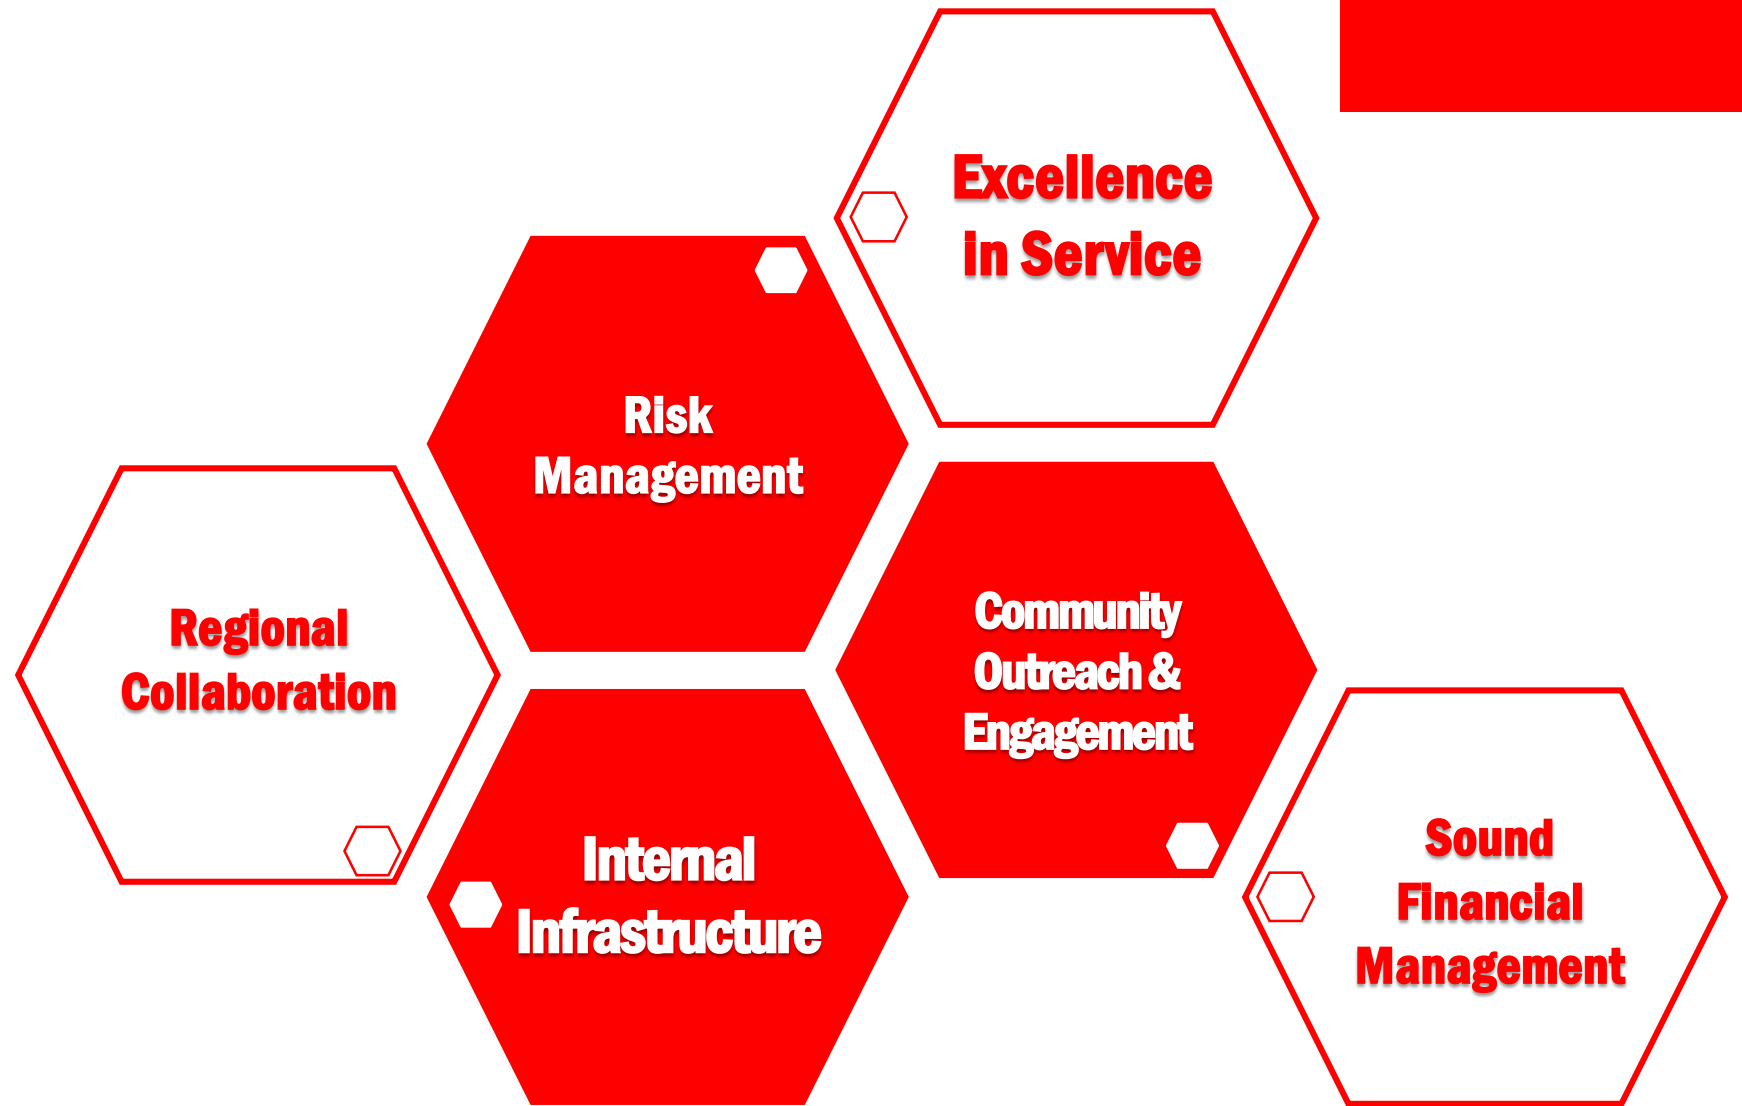 Excellence
in Service
Risk
Management
Regional
Collaboration
Community
Outreach &
Engagement
Internal
Infrastructure
Sound
Financial
Management